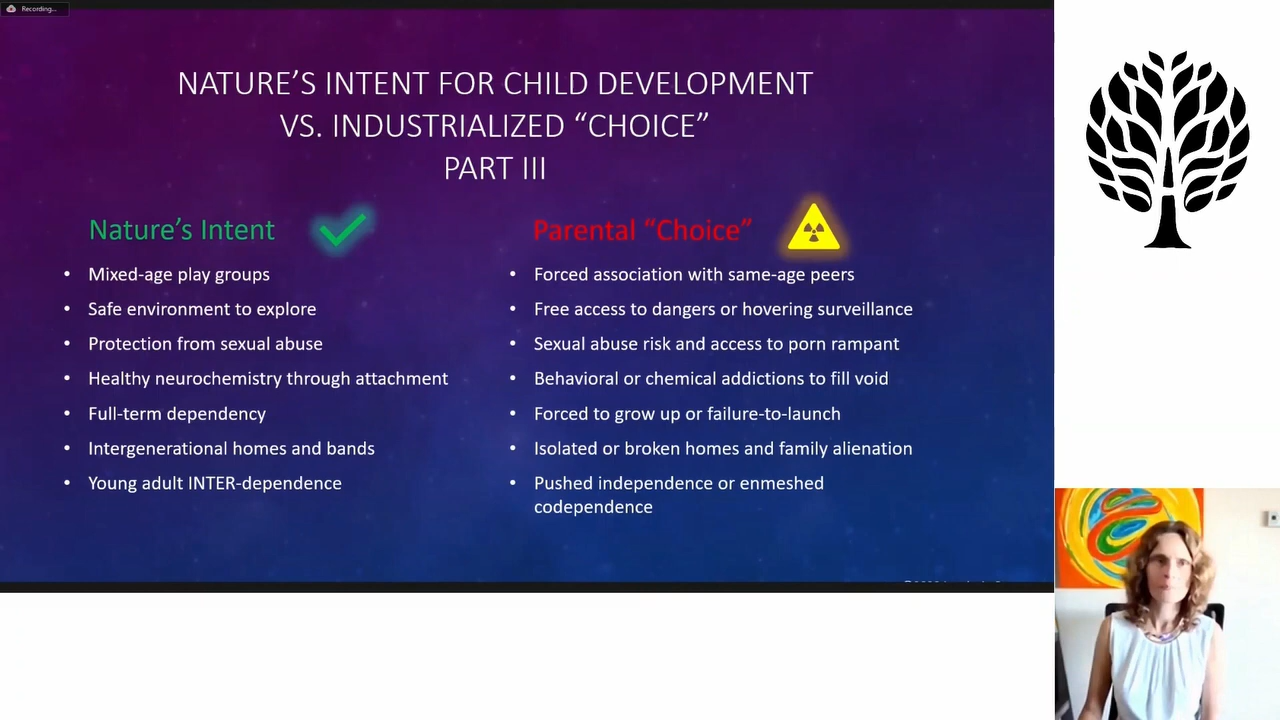 Recording...
NATURE'S INTENT FOR CHILD DEVELOPMENT
VS. INDUSTRIALIZED “CHOICE”
PART III
Nature's Intent
• Mixed-age play groups
• Safe environment to explore
• Protection from sexual abuse
• Healthy neurochemistry through attachment
• Full-term dependency
• Intergenerational homes and bands
• Young adult INTER-dependence
Parental “Choice”
• Forced association with same-age peers
• Free access to dangers or hovering surveillance
• Sexual abuse risk and access to porn rampant
• Behavioral or chemical addictions to fill void
• Forced to grow up or failure-to-launch
• Isolated or broken homes and family alienation
• Pushed independence or enmeshed
codependence